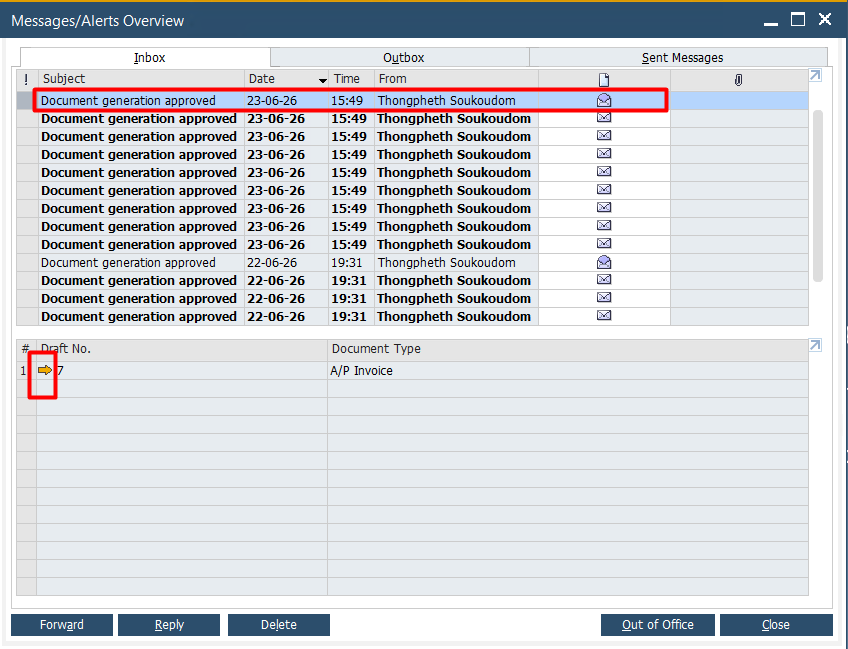 Messages/Alerts Overview
Inbox Outbox Sent Messages
! Subject Date Time From
Document generation approved 23-06-26 15:49 Thongpheth Soukoudom
Document generation approved 23-06-26 15:49 Thongpheth Soukoudom
Document generation approved 23-06-26 15:49 Thongpheth Soukoudom
Document generation approved 23-06-26 15:49 Thongpheth Soukoudom
Document generation approved 23-06-26 15:49 Thongpheth Soukoudom
Document generation approved 23-06-26 15:49 Thongpheth Soukoudom
Document generation approved 23-06-26 15:49 Thongpheth Soukoudom
Document generation approved 23-06-26 15:49 Thongpheth Soukoudom
Document generation approved 23-06-26 15:49 Thongpheth Soukoudom
Document generation approved 22-06-26 19:31 Thongpheth Soukoudom
Document generation approved 22-06-26 19:31 Thongpheth Soukoudom
Document generation approved 22-06-26 19:31 Thongpheth Soukoudom
Document generation approved 22-06-26 19:31 Thongpheth Soukoudom
# Draft No. Document Type
1 7 A/P Invoice
Forward Reply Delete Out of Office Close